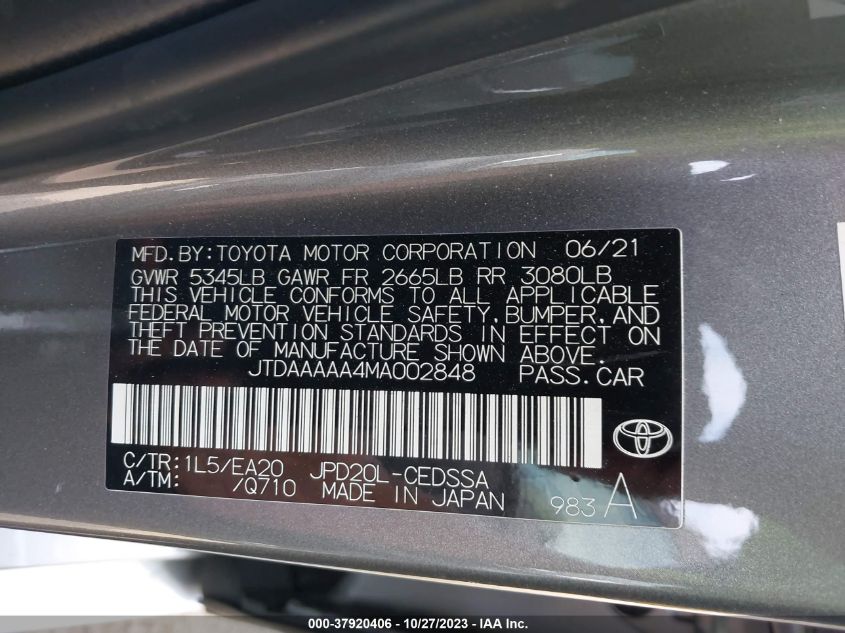 MFD.BY:TOYOTA MOTOR CORPORATION 06/21
GVWR 5345LB GAWR FR 2665LB RR 3080LB
THIS VEHICLE CONFORMS TO ALL APPLICABLE
FEDERAL MOTOR VEHICLE SAFETY,BUMPER,AND
THEFT PREVENTION STANDARDS IN EFFECT ON
THE DATE OF MANUFACTURE SHOWN ABOVE.
JTDAAAAA4MA002848 PASS.CAR
C/TR:1L5/EA20 JPD20L-CEDSSA
A/TM: /Q710 MADE IN JAPAN 983A
000-37920406 | 10/27/2023 | © IAA Inc.